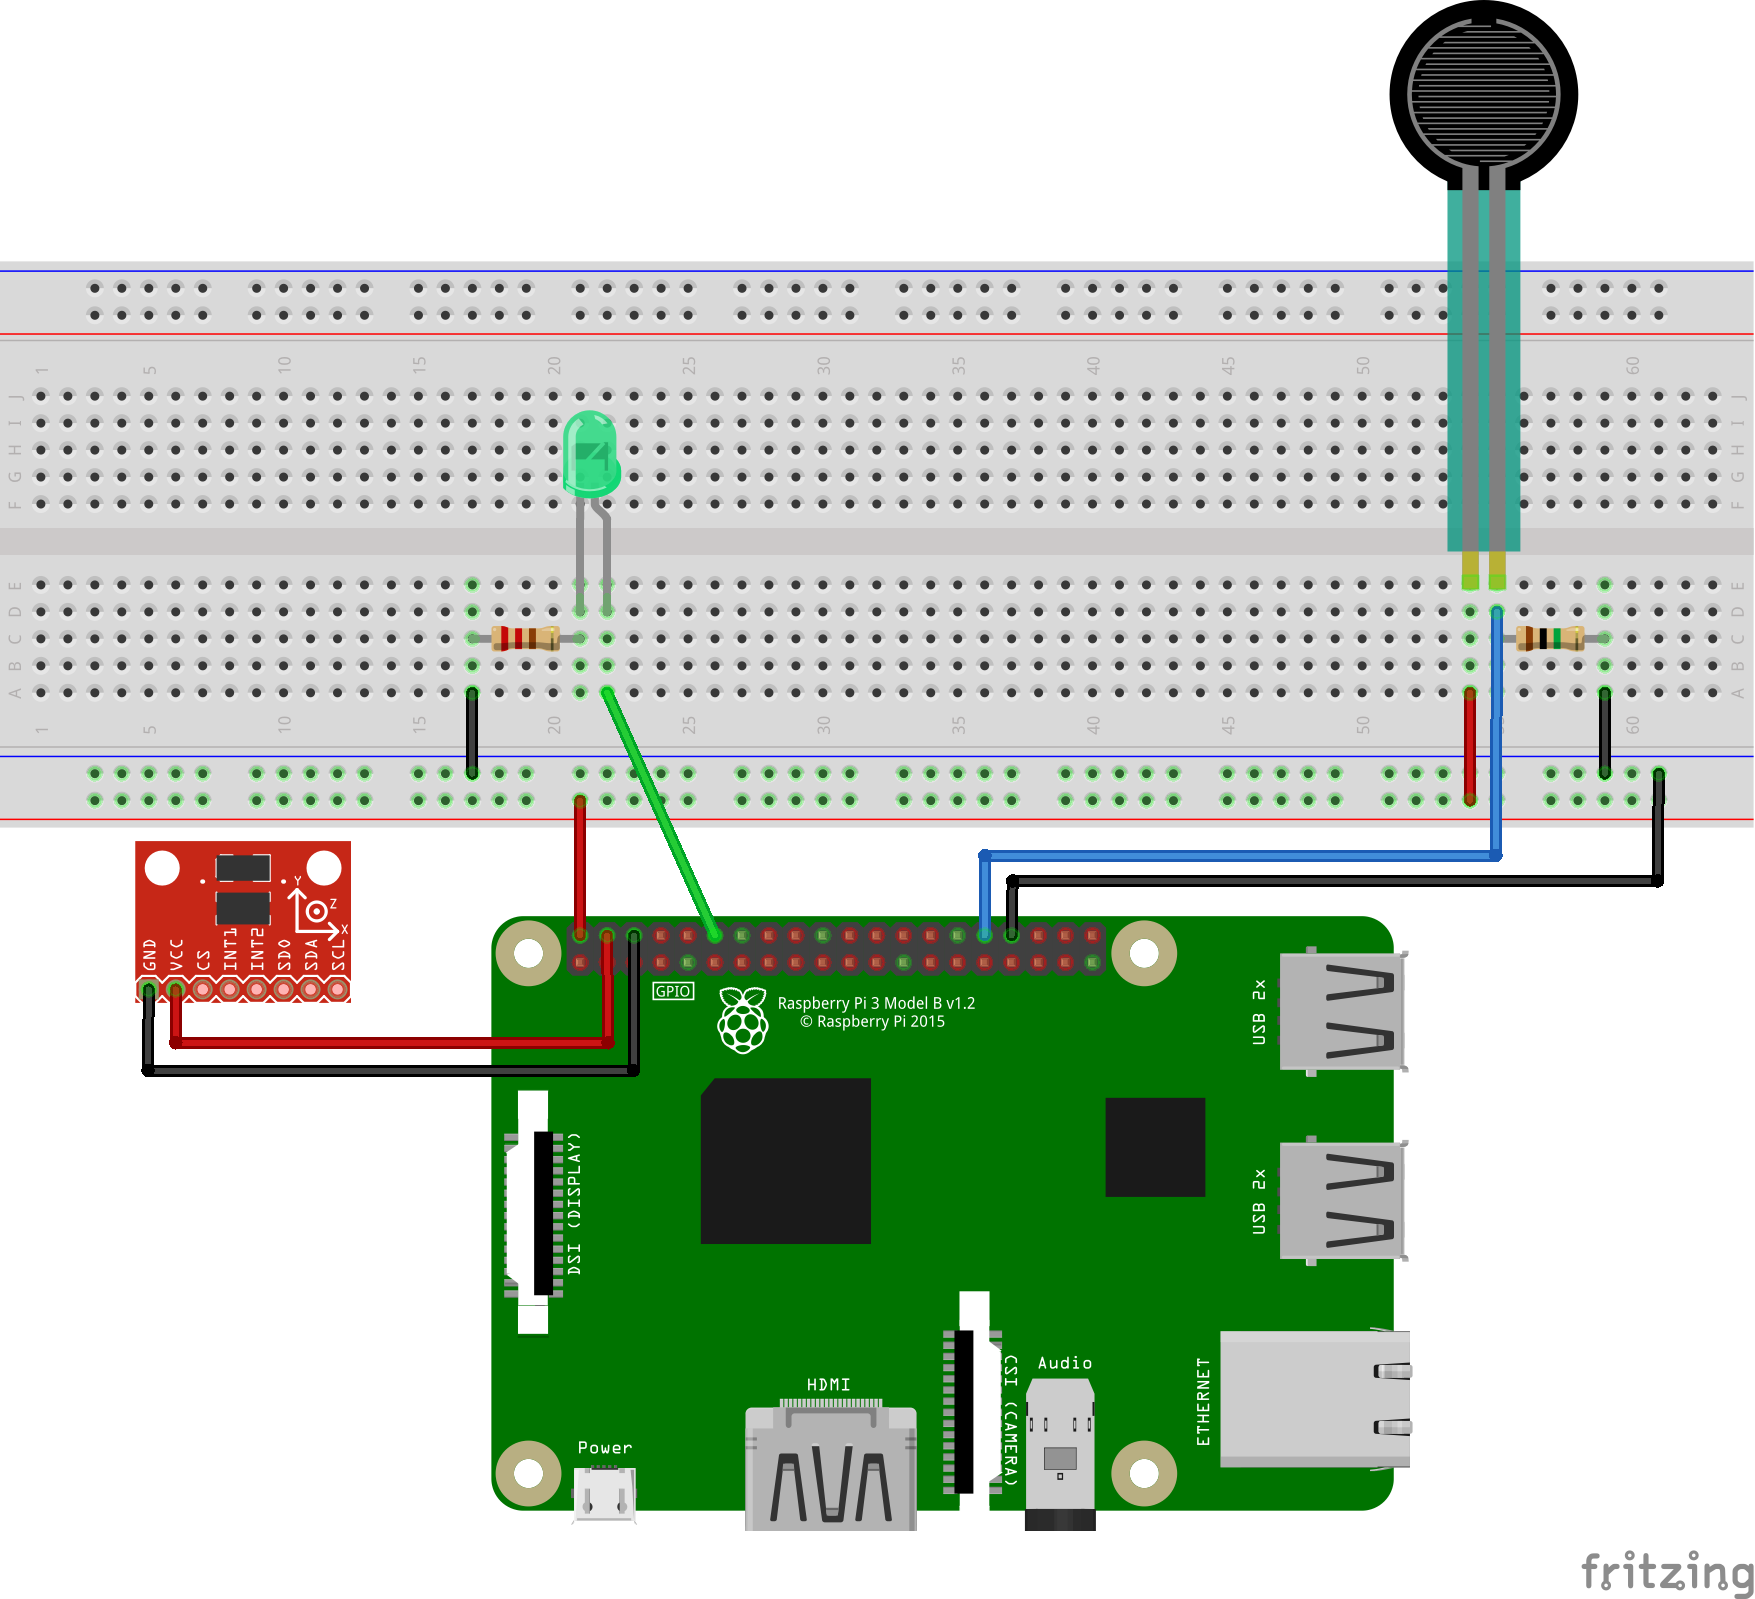 1 5 10 15 20 25 30 35 40 45 50 60
J J
I I
H H
G G
F F
E E
D D
C C
B B
A A
1 5 10 15 20 25 30 35 40 45 50 60
Y
Z
X
GND
VCC
CS
INT1
INT2
SDO
SDA
SCL
GPIO
Raspberry Pi 3 Model B v1.2
© Raspberry Pi 2015
USB 2x
DSI (DISPLAY)
USB 2x
CSI (CAMERA)
Audio
ETHERNET
HDMI
Power
fritzing